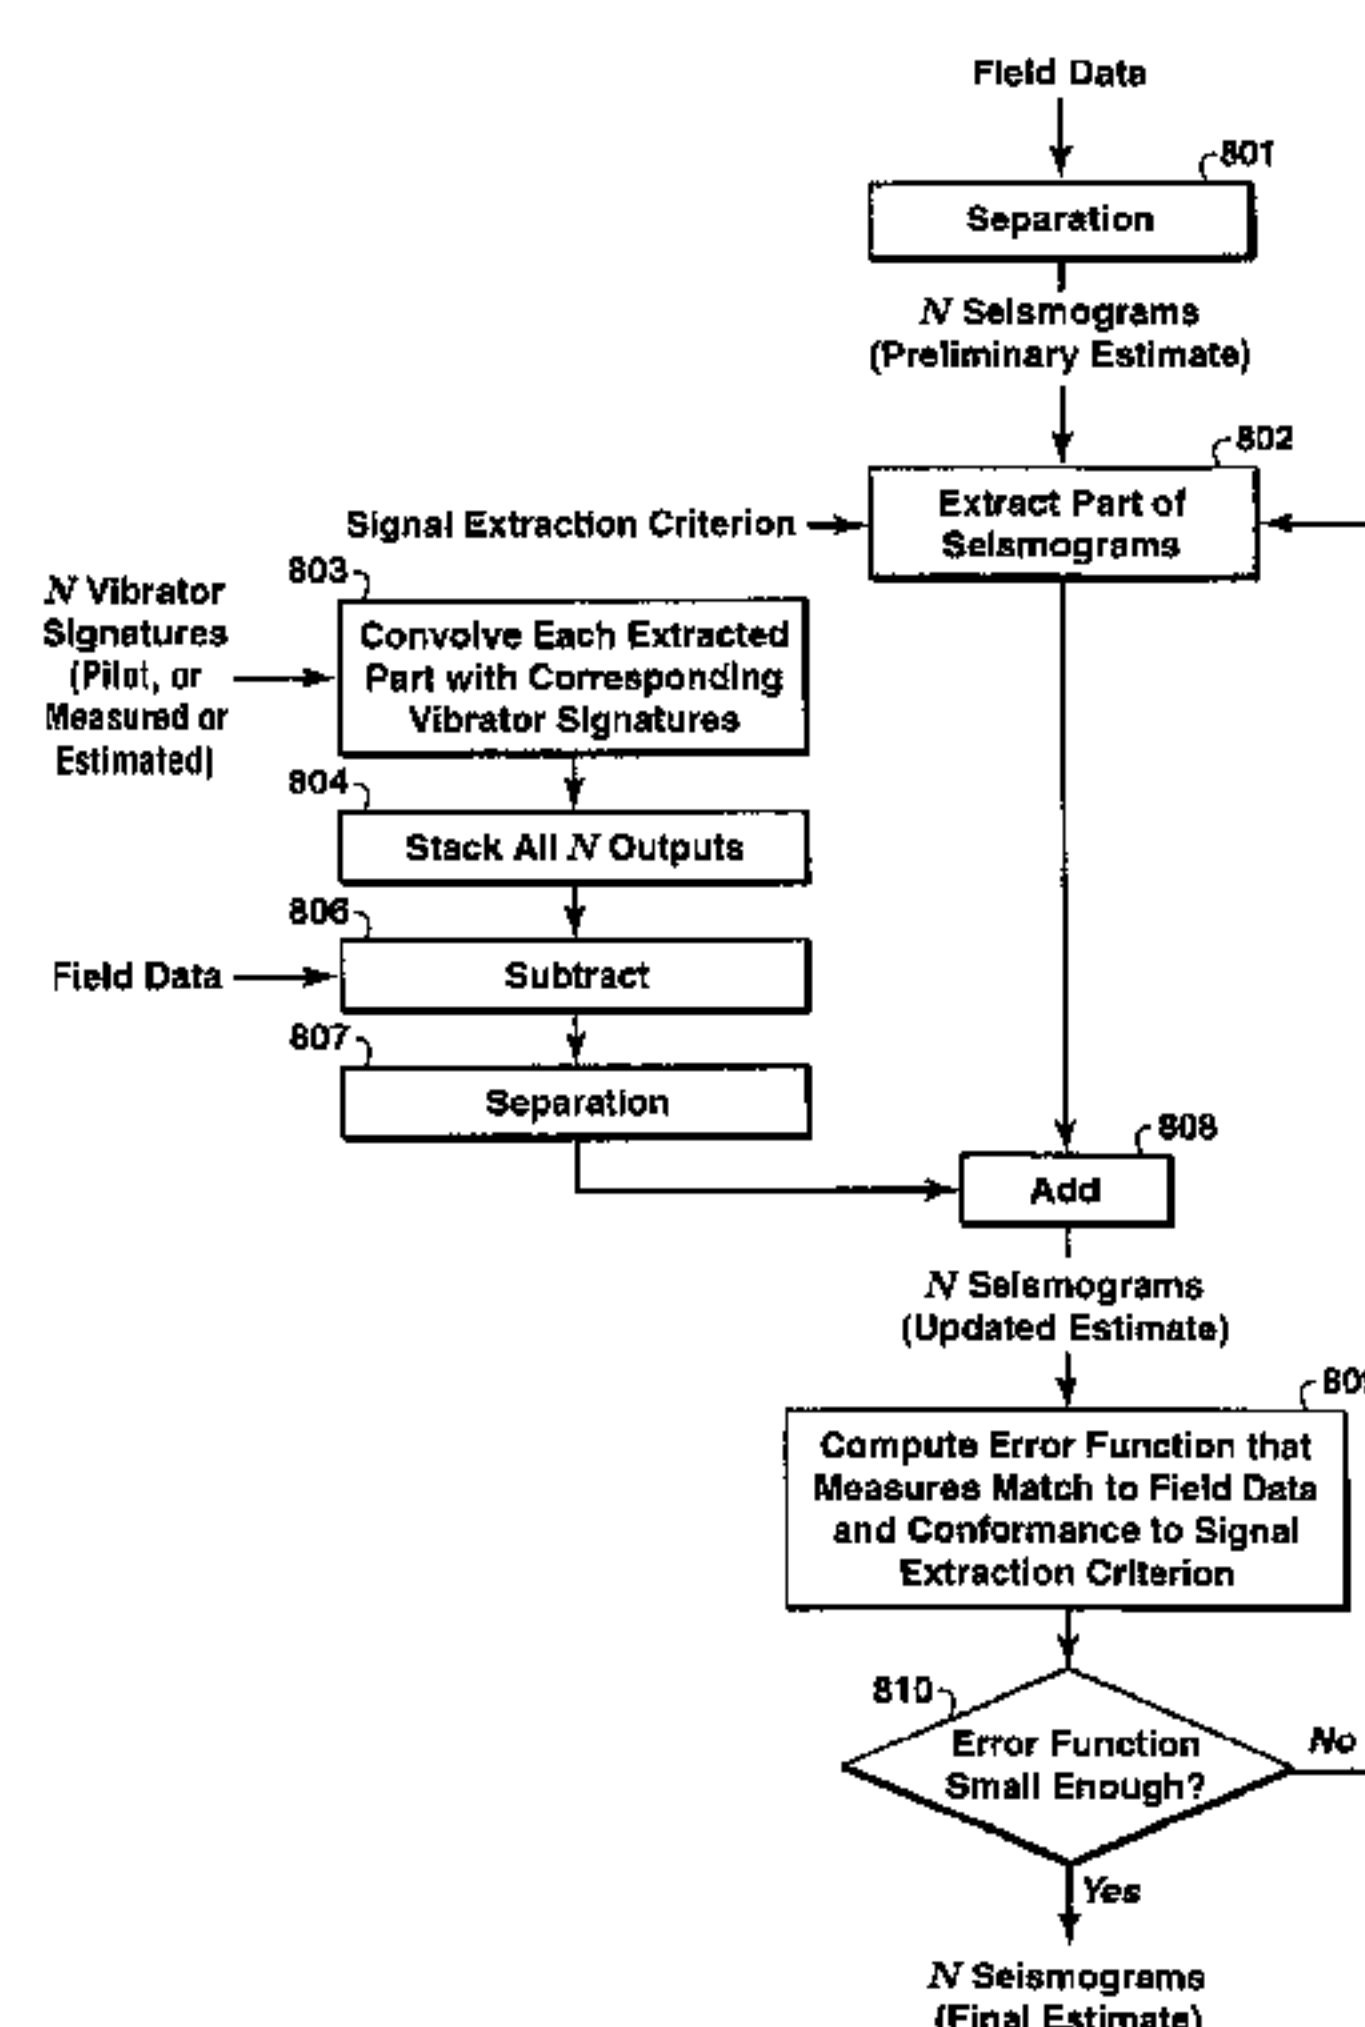 Field Data
801
Separation
N Seismograms
(Preliminary Estimate)
802
Extract Part of
Seismograms
Signal Extraction Criterion
803
N Vibrator
Signatures
(Pilot, or
Measured or
Estimated)
Convolve Each Extracted
Part with Corresponding
Vibrator Signatures
804
Stack All N Outputs
806
Field Data
Subtract
807
Separation
808
Add
N Seismograms
(Updated Estimate)
Compute Error Function that
Measures Match to Field Data
and Conformance to Signal
Extraction Criterion
810
Error Function
Small Enough?
No
Yes
N Seismograms
(Final Estimate)